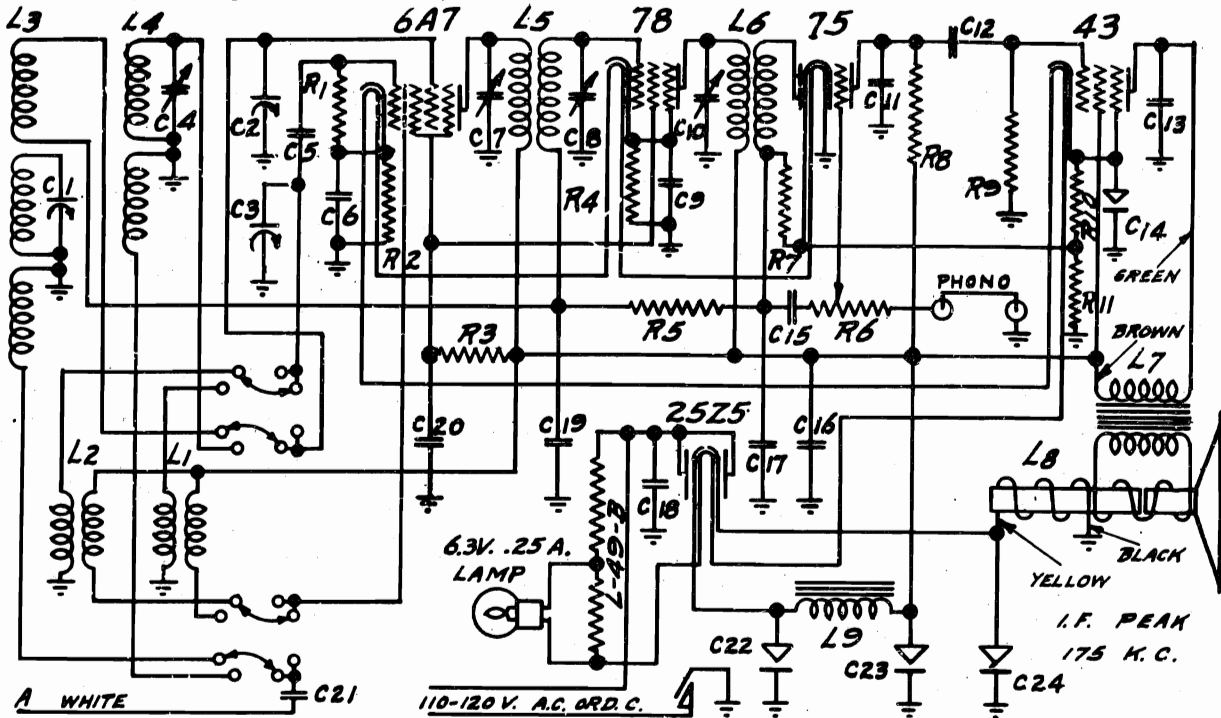 L3
L4
6A7
L5
78
L6
75
C12
43
R1
C4
C2
C5
C7
C8
C10
C11
C13
C1
C3
C6
R4
C9
R8
R9
R10
C14
R2
R7
GREEN
PHONO
R3
R5
C15
R6
R11
BROWN
L7
25Z5
C20
C19
C17
C16
L2
L1
C18
L8
L-49-B
6.3V. .25 A.
LAMP
BLACK
YELLOW
L9
I.F. PEAK
175 K.C.
C22
C23
C24
A WHITE
C21
110-120 V. A.C. OR D.C.